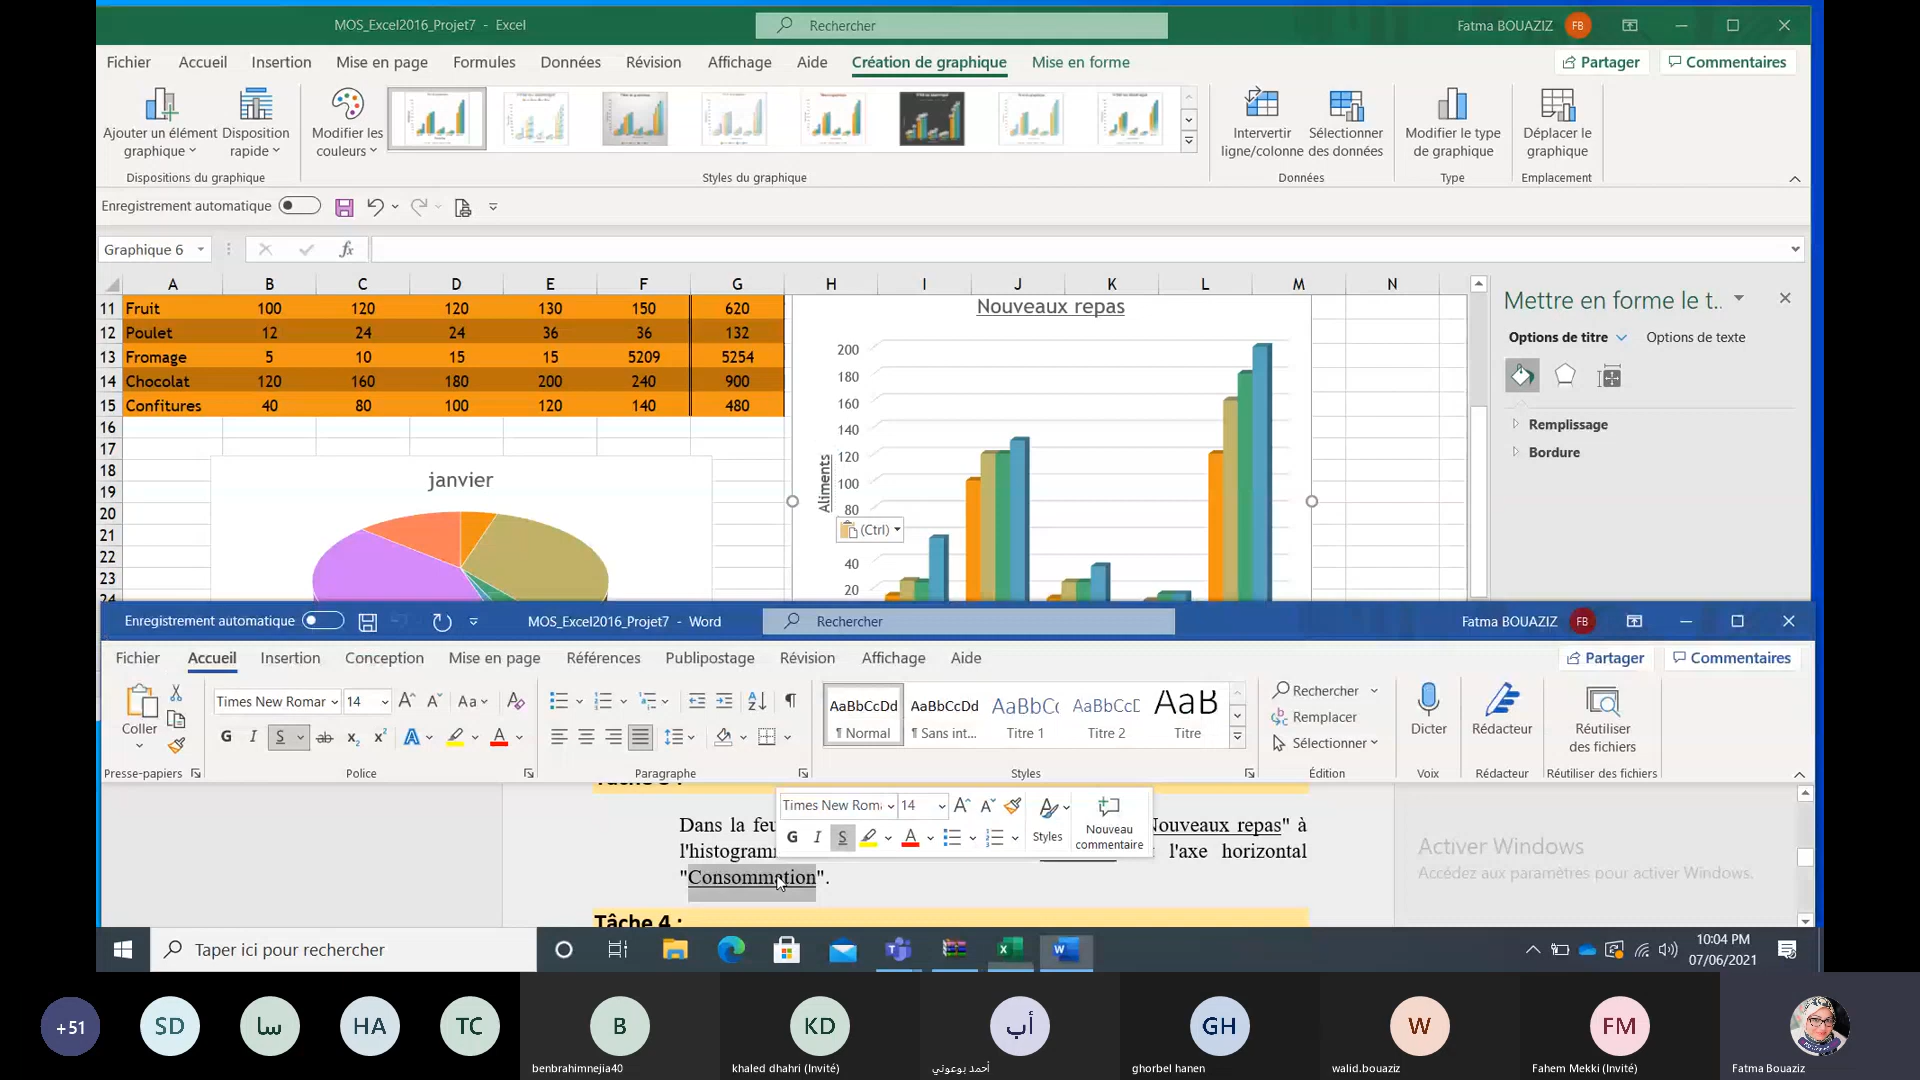 MOS_Excel2016_Projet7 - Excel
Rechercher
Fatma BOUAZIZ
FB
Fichier Accueil Insertion Mise en page Formules Données Révision Affichage Aide Création de graphique Mise en forme
Partager
Commentaires
Ajouter un élément graphique
Disposition rapide
Modifier les couleurs
Intervertir ligne/colonne
Sélectionner des données
Modifier le type de graphique
Déplacer le graphique
Dispositions du graphique
Styles du graphique
Données
Type
Emplacement
Enregistrement automatique
Graphique 6
fx
A B C D E F G H I J K L M N
11 Fruit 100 120 120 130 150 620
12 Poulet 12 24 24 36 36 132
13 Fromage 5 10 15 15 5209 5254
14 Chocolat 120 160 180 200 240 900
15 Confitures 40 80 100 120 140 480
16
17
18
19
20
21
22
23
24
janvier
Nouveaux repas
200
180
160
140
120
100
80
40
20
Aliments
(Ctrl)
Mettre en forme le t...
Options de titre
Options de texte
Remplissage
Bordure
Enregistrement automatique
MOS_Excel2016_Projet7 - Word
Rechercher
Fatma BOUAZIZ
FB
Fichier Accueil Insertion Conception Mise en page Références Publipostage Révision Affichage Aide
Partager
Commentaires
Coller
Times New Romar
14
G I S ab
AaBbCcDd
¶ Normal
AaBbCcDd
¶ Sans int...
AaBbCc
Titre 1
AaBbCcD
Titre 2
AaB
Titre
Rechercher
Remplacer
Sélectionner
Dicter
Rédacteur
Réutiliser des fichiers
Presse-papiers
Police
Paragraphe
Styles
Édition
Voix
Rédacteur
Réutiliser des fichiers
Times New Roma
14
G I S
Styles
Nouveau commentaire
Dans la feu
Nouveaux repas" à
l'histogramm
l'axe horizontal
"Consommation".
Tâche 4 :
Activer Windows
Accédez aux paramètres pour activer Windows.
Taper ici pour rechercher
10:04 PM
07/06/2021
+51
SD
سا
HA
TC
B
benbrahimnejia40
KD
khaled dhahri (Invité)
أب
أحمد بوعوني
GH
ghorbel hanen
W
walid.bouaziz
FM
Fahem Mekki (Invité)
Fatma Bouaziz